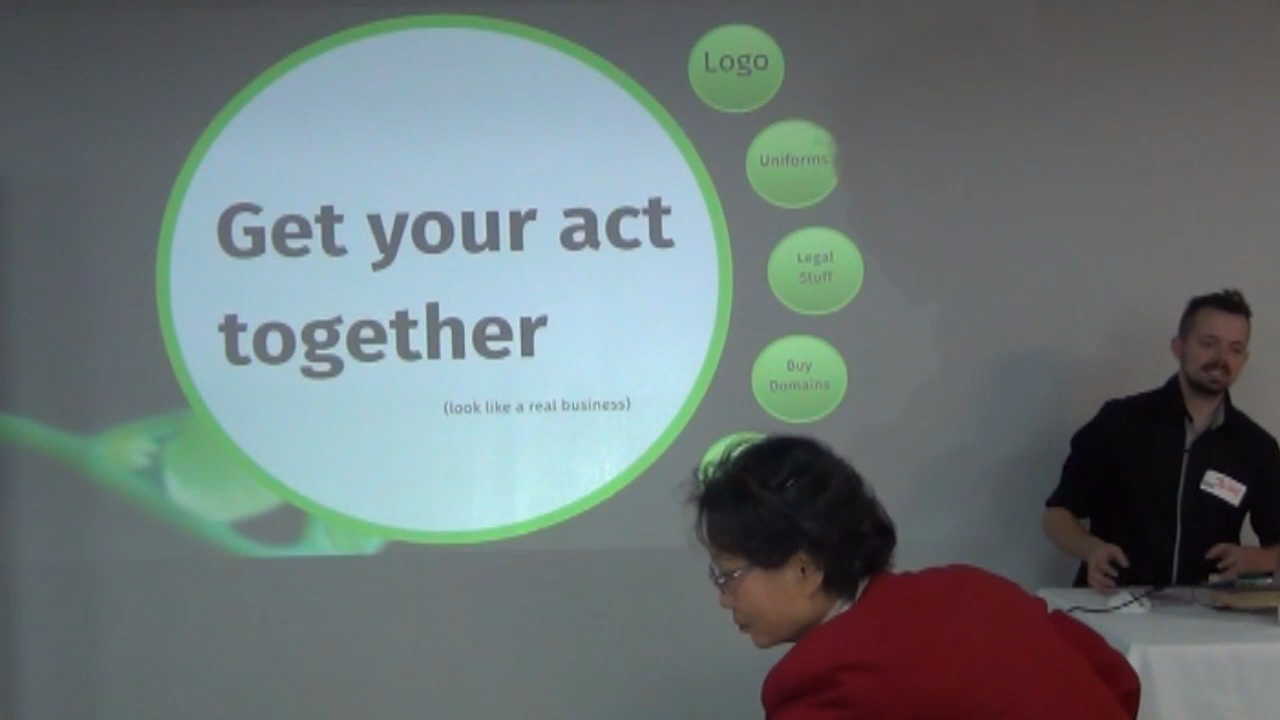 Get your act
together
(look like a real business)
Logo
Uniforms
Legal
Stuff
Buy
Domains